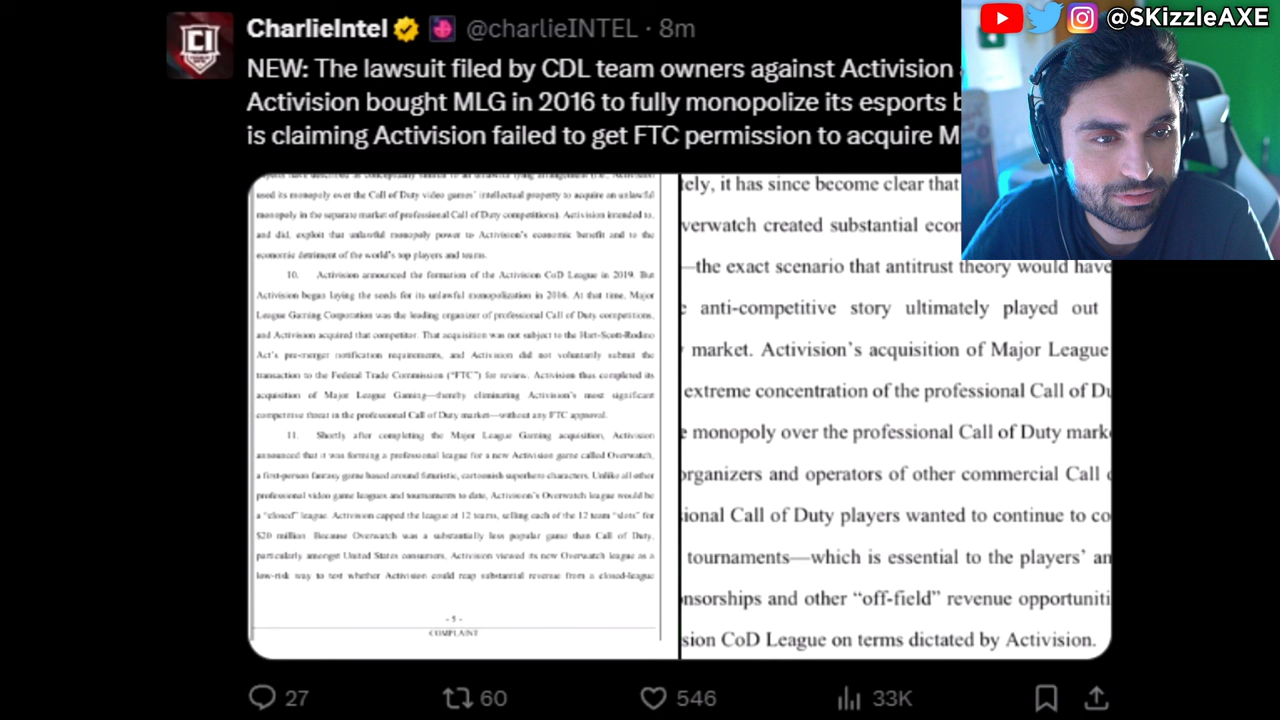 @SKizzleAXE
CharlieIntel @charlieINTEL · 8m
NEW: The lawsuit filed by CDL team owners against Activision
Activision bought MLG in 2016 to fully monopolize its esports b
is claiming Activision failed to get FTC permission to acquire M
used its monopoly over the Call of Duty video games' intellectual property to acquire an unlawful
monopoly in the separate market of professional Call of Duty competitions). Activision intended to,
and did, exploit that unlawful monopoly power to Activision's economic benefit and to the
economic detriment of the world's top players and teams.
10. Activision announced the formation of the Activision CoD League in 2019. But
Activision began laying the seeds for its unlawful monopolization in 2016. At that time, Major
League Gaming Corporation was the leading organizer of professional Call of Duty competitions,
and Activision acquired that competitor. That acquisition was not subject to the Hart-Scott-Rodino
Act's pre-merger notification requirements, and Activision did not voluntarily submit the
transaction to the Federal Trade Commission ("FTC") for review. Activision thus completed its
acquisition of Major League Gaming—thereby eliminating Activision's most significant
competitive threat in the professional Call of Duty market—without any FTC approval.
11. Shortly after completing the Major League Gaming acquisition, Activision
announced that it was forming a professional league for a new Activision game called Overwatch,
a first-person fantasy game based around futuristic, cartoonish superhero characters. Unlike all other
professional video game leagues and tournaments to date, Activision's Overwatch league would be
a "closed" league. Activision capped the league at 12 teams, selling each of the 12 team "slots" for
$20 million. Because Overwatch was a substantially less popular game than Call of Duty,
particularly amongst United States consumers, Activision viewed its new Overwatch league as a
low-risk way to test whether Activision could reap substantial revenue from a closed-league
- 5 -
COMPLAINT
tely, it has since become clear that
verwatch created substantial econ
—the exact scenario that antitrust theory would have
anti-competitive story ultimately played out
market. Activision's acquisition of Major League
extreme concentration of the professional Call of Du
e monopoly over the professional Call of Duty mark
organizers and operators of other commercial Call
ional Call of Duty players wanted to continue to co
tournaments—which is essential to the players' an
nsorships and other "off-field" revenue opportuniti
sion CoD League on terms dictated by Activision.
27 60 546 33K